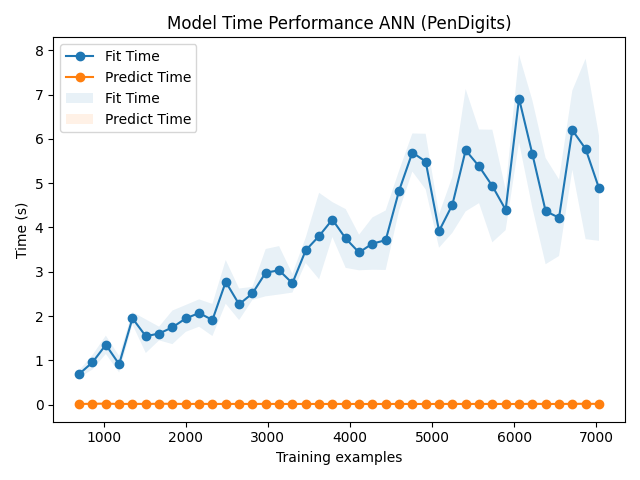 Model Time Performance ANN (PenDigits)
Fit Time
Predict Time
Fit Time
Predict Time
Time (s)
8
7
6
5
4
3
2
1
0
1000 2000 3000 4000 5000 6000 7000
Training examples